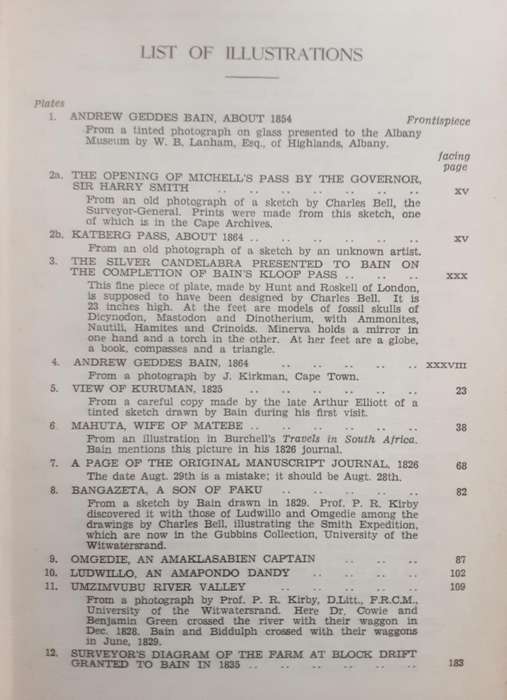 LIST OF ILLUSTRATIONS
Plates
1. ANDREW GEDDES BAIN, ABOUT 1854 Frontispiece
From a tinted photograph on glass presented to the Albany
Museum by W. B. Lanham, Esq., of Highlands, Albany.
facing
page
2a. THE OPENING OF MICHELL'S PASS BY THE GOVERNOR,
SIR HARRY SMITH .. .. .. .. .. .. .. XV
From an old photograph of a sketch by Charles Bell, the
Surveyor-General. Prints were made from this sketch, one
of which is in the Cape Archives.
2b. KATBERG PASS, ABOUT 1864 .. .. .. .. .. .. XV
From an old photograph of a sketch by an unknown artist.
3. THE SILVER CANDELABRA PRESENTED TO BAIN ON
THE COMPLETION OF BAIN'S KLOOF PASS .. .. .. XXX
This fine piece of plate, made by Hunt and Roskell of London,
is supposed to have been designed by Charles Bell. It is
23 inches high. At the feet are models of fossil skulls of
Dicynodon, Mastodon and Dinotherium, with Ammonites,
Nautili, Hamites and Crinoids. Minerva holds a mirror in
one hand and a torch in the other. At her feet are a globe,
a book, compasses and a triangle.
4. ANDREW GEDDES BAIN, 1864 .. .. .. .. .. XXXVIII
From a photograph by J. Kirkman, Cape Town.
5. VIEW OF KURUMAN, 1825 .. .. .. .. .. .. 23
From a careful copy made by the late Arthur Elliott of a
tinted sketch drawn by Bain during his first visit.
6. MAHUTA, WIFE OF MATEBE .. .. .. .. .. .. 38
From an illustration in Burchell's Travels in South Africa.
Bain mentions this picture in his 1826 journal.
7. A PAGE OF THE ORIGINAL MANUSCRIPT JOURNAL, 1826 68
The date Augt. 29th is a mistake; it should be Augt. 28th.
8. BANGAZETA, A SON OF FAKU .. .. .. .. .. 82
From a sketch by Bain drawn in 1829. Prof. P. R. Kirby
discovered it with those of Ludwillo and Omgedie among the
drawings by Charles Bell, illustrating the Smith Expedition,
which are now in the Gubbins Collection, University of the
Witwatersrand.
9. OMGEDIE, AN AMAKLASABIEN CAPTAIN .. .. .. 87
10. LUDWILLO, AN AMAPONDO DANDY .. .. .. .. 102
11. UMZIMVUBU RIVER VALLEY .. .. .. .. .. 109
From a photograph by Prof. P. R. Kirby, D.Litt., F.R.C.M.,
University of the Witwatersrand. Here Dr. Cowie and
Benjamin Green crossed the river with their waggon in
Dec. 1828. Bain and Biddulph crossed with their waggons
in June, 1829.
12. SURVEYOR'S DIAGRAM OF THE FARM AT BLOCK DRIFT
GRANTED TO BAIN IN 1835 .. .. .. .. .. .. 183